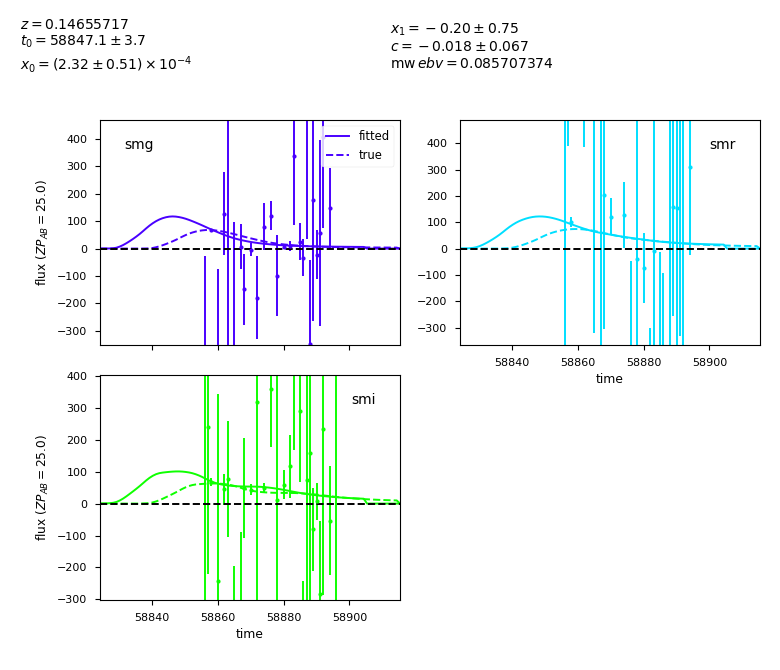 z = 0.14655717
t₀ = 58847.1 ± 3.7
x₀ = (2.32 ± 0.51) × 10⁻⁴
x₁ = −0.20 ± 0.75
c = −0.018 ± 0.067
mw ebv = 0.085707374
smg
fitted
true
400
300
200
100
0
−100
−200
−300
flux (ZP_AB = 25.0)
smr
400
300
200
100
0
−100
−200
−300
58840 58860 58880 58900
time
smi
400
300
200
100
0
−100
−200
−300
flux (ZP_AB = 25.0)
58840 58860 58880 58900
time